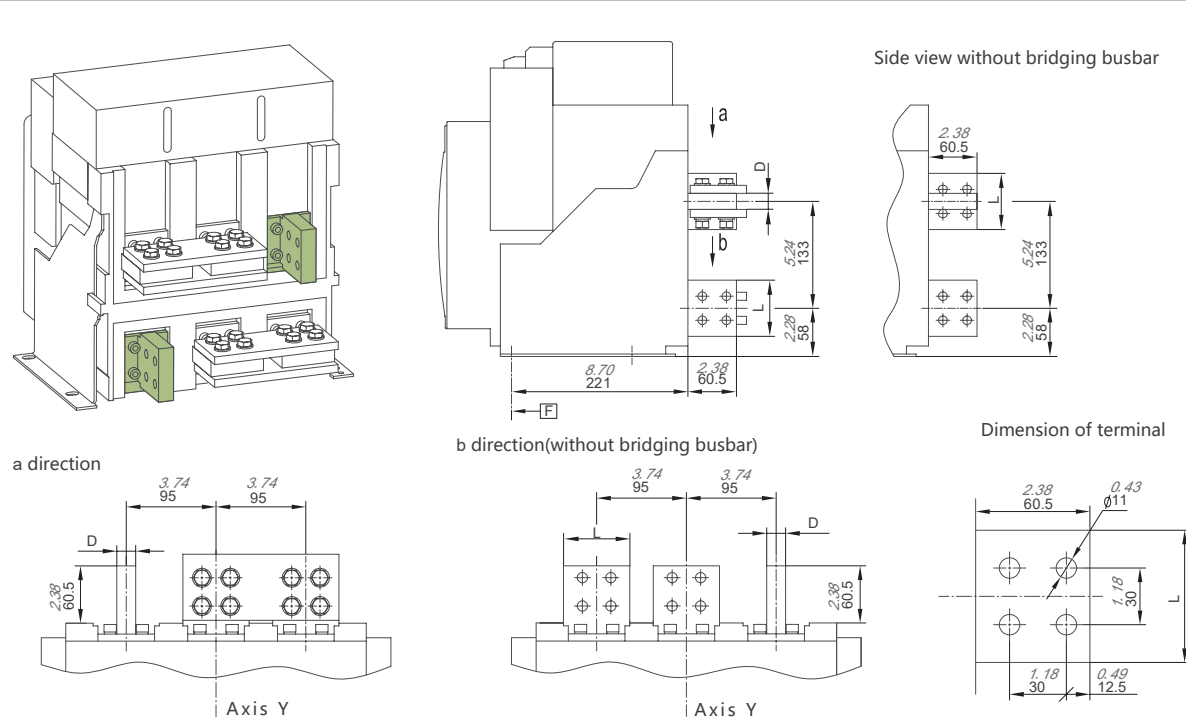 Side view without bridging busbar
a
D
b
L
5.24
133
2.28
58
8.70
221
2.38
60.5
F
2.38
60.5
L
5.24
133
2.28
58
a direction
3.74
95
3.74
95
D
2.38
60.5
Axis Y
b direction(without bridging busbar)
3.74
95
3.74
95
L
D
2.38
60.5
Axis Y
Dimension of terminal
2.38
60.5
0.43
ϕ11
1.18
30
L
1.18
30
0.49
12.5